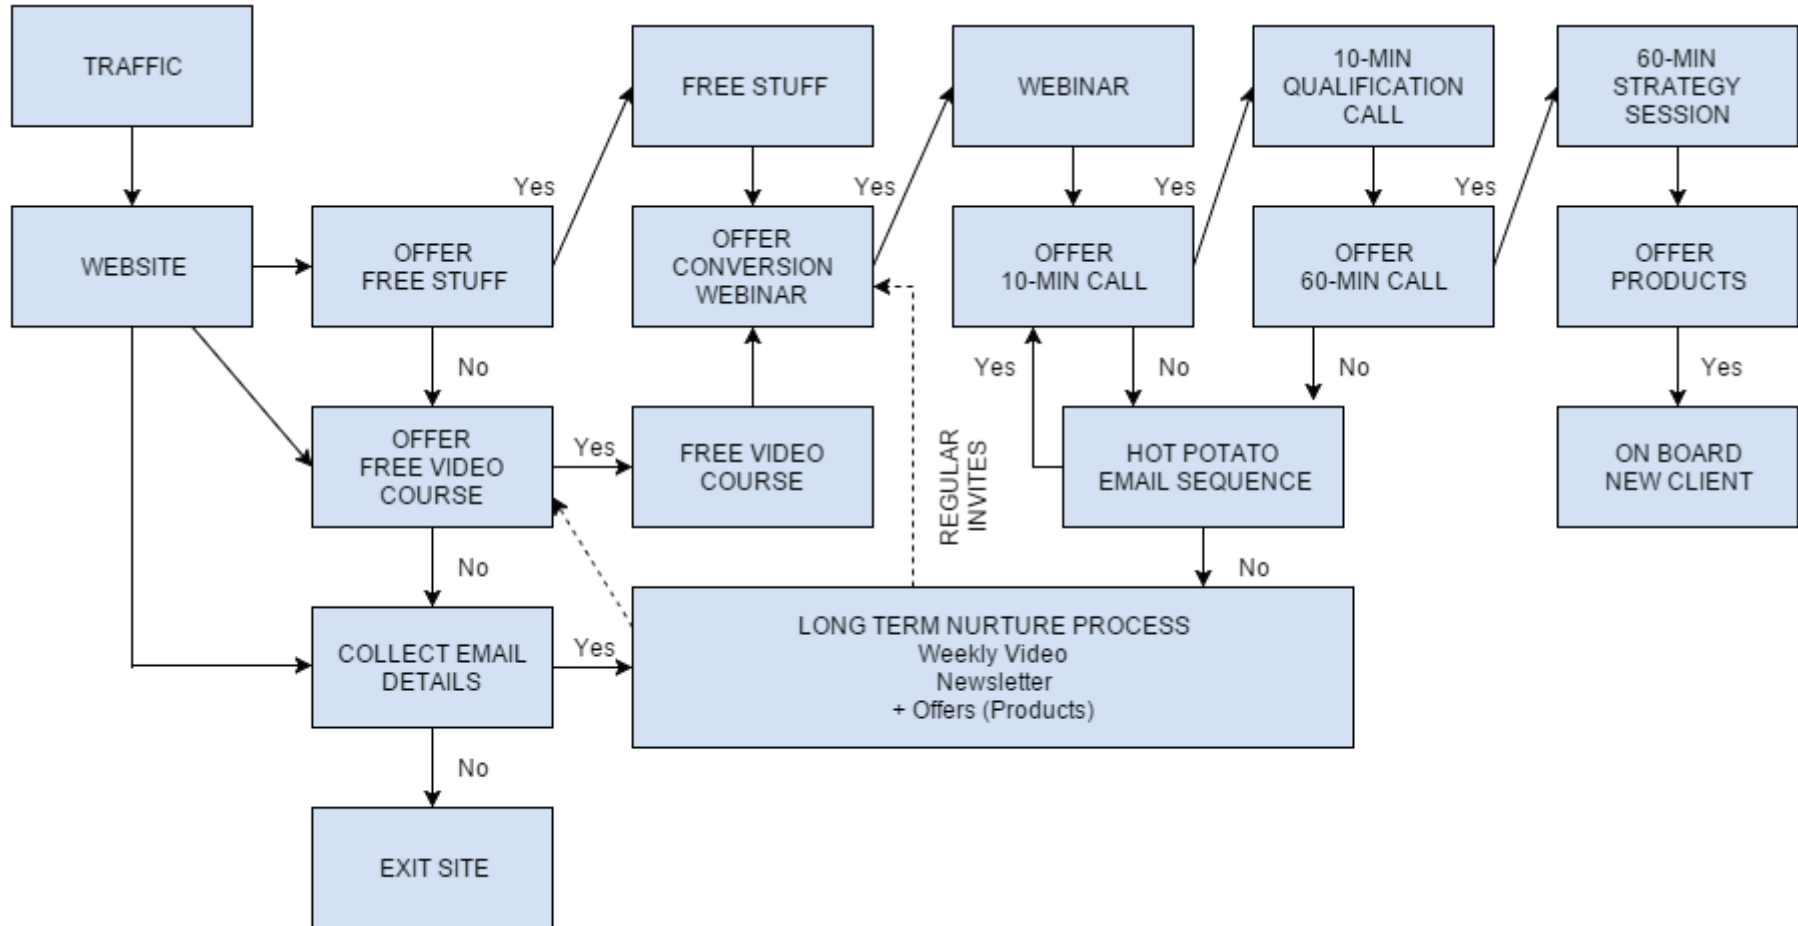 TRAFFIC
FREE STUFF
WEBINAR
10-MIN
QUALIFICATION
CALL
60-MIN
STRATEGY
SESSION
Yes
Yes
Yes
Yes
WEBSITE
OFFER
FREE STUFF
OFFER
CONVERSION
WEBINAR
OFFER
10-MIN CALL
OFFER
60-MIN CALL
OFFER
PRODUCTS
No
Yes
No
No
Yes
OFFER
FREE VIDEO
COURSE
Yes
FREE VIDEO
COURSE
REGULAR
INVITES
HOT POTATO
EMAIL SEQUENCE
ON BOARD
NEW CLIENT
No
No
COLLECT EMAIL
DETAILS
Yes
LONG TERM NURTURE PROCESS
Weekly Video
Newsletter
+ Offers (Products)
No
EXIT SITE